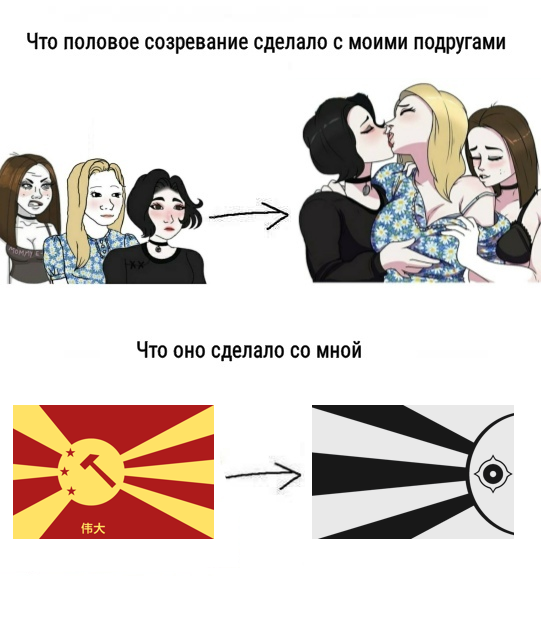 Что половое созревание сделало с моими подругами
Что оно сделало со мной
伟大